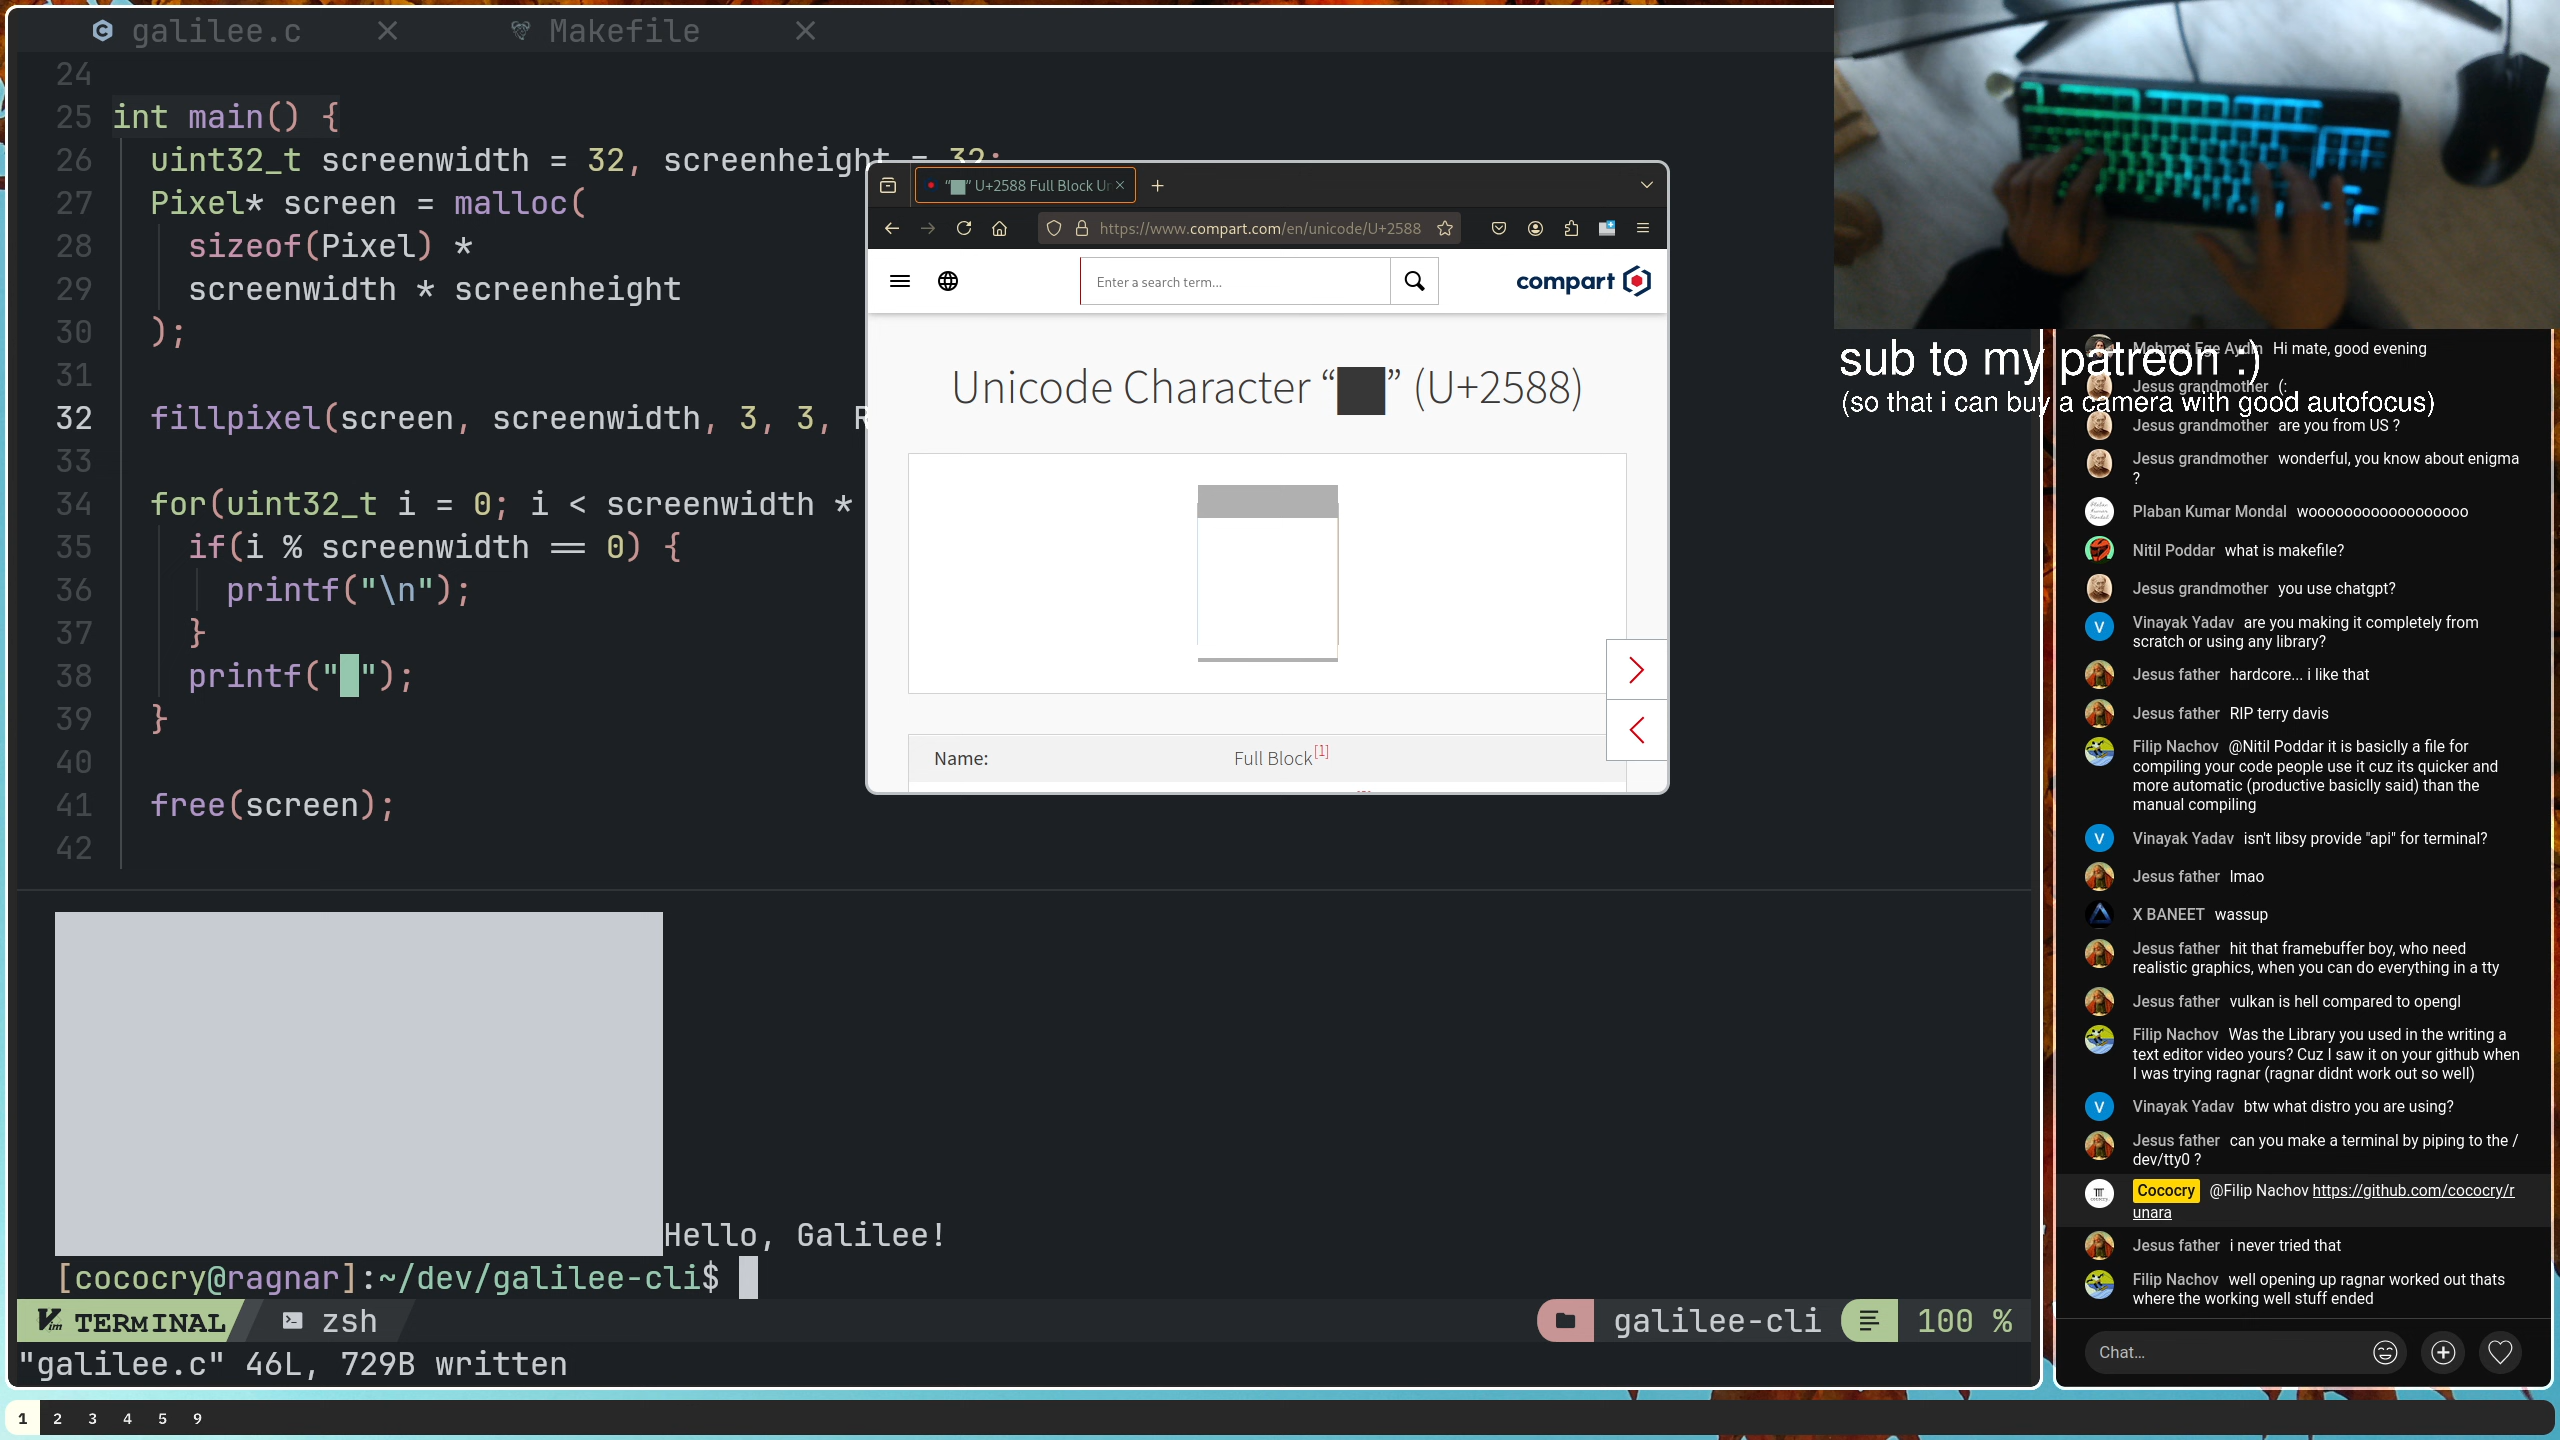 galilee.c
Makefile
24
25 int main() {
26 uint32_t screenwidth = 32, screenheight = 32;
27 Pixel* screen = malloc(
28 sizeof(Pixel) *
29 screenwidth * screenheight
30 );
31
32 fillpixel(screen, screenwidth, 3, 3, R
33
34 for(uint32_t i = 0; i < screenwidth *
35 if(i % screenwidth == 0) {
36 printf("\n");
37 }
38 printf("█");
39 }
40
41 free(screen);
42
Hello, Galilee!
[cococry@ragnar]:~/dev/galilee-cli$
TERMINAL zsh galilee-cli 100 %
"galilee.c" 46L, 729B written
1 2 3 4 5 9
"█" U+2588 Full Block Un
https://www.compart.com/en/unicode/U+2588
Enter a search term...
compart
Unicode Character “█” (U+2588)
Name: Full Block[1]
sub to my patreon :)
(so that i can buy a camera with good autofocus)
Mehmet Ege Aydin Hi mate, good evening
Jesus grandmother (:
Jesus grandmother are you from US ?
Jesus grandmother wonderful, you know about enigma
?
Plaban Kumar Mondal woooooooooooooooooo
Nitil Poddar what is makefile?
Jesus grandmother you use chatgpt?
V
Vinayak Yadav are you making it completely from
scratch or using any library?
Jesus father hardcore... i like that
Jesus father RIP terry davis
Filip Nachov @Nitil Poddar it is basiclly a file for
compiling your code people use it cuz its quicker and
more automatic (productive basiclly said) than the
manual compiling
V
Vinayak Yadav isn't libsy provide "api" for terminal?
Jesus father lmao
X BANEET wassup
Jesus father hit that framebuffer boy, who need
realistic graphics, when you can do everything in a tty
Jesus father vulkan is hell compared to opengl
Filip Nachov Was the Library you used in the writing a
text editor video yours? Cuz I saw it on your github when
I was trying ragnar (ragnar didnt work out so well)
V
Vinayak Yadav btw what distro you are using?
Jesus father can you make a terminal by piping to the /
dev/tty0 ?
Cococry @Filip Nachov https://github.com/cococry/r
unara
Jesus father i never tried that
Filip Nachov well opening up ragnar worked out thats
where the working well stuff ended
Chat...